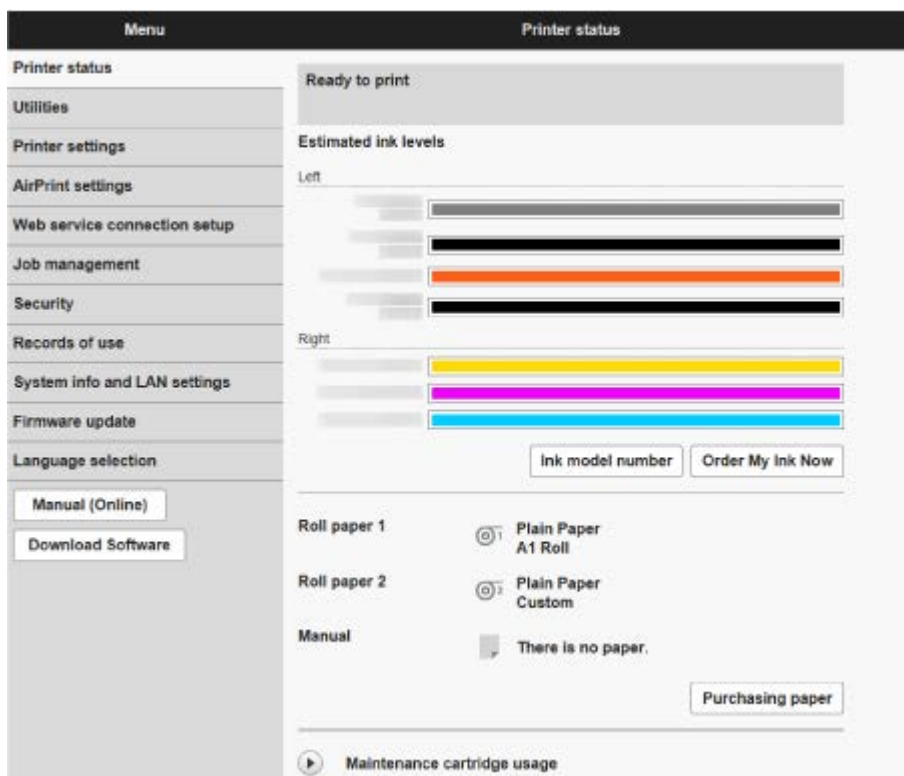 Menu
Printer status
Printer status
Utilities
Printer settings
AirPrint settings
Web service connection setup
Job management
Security
Records of use
System info and LAN settings
Firmware update
Language selection
Manual (Online)
Download Software
Ready to print
Estimated ink levels
Left
Right
Ink model number
Order My Ink Now
Roll paper 1
1
Plain Paper
A1 Roll
Roll paper 2
2
Plain Paper
Custom
Manual
There is no paper.
Purchasing paper
Maintenance cartridge usage